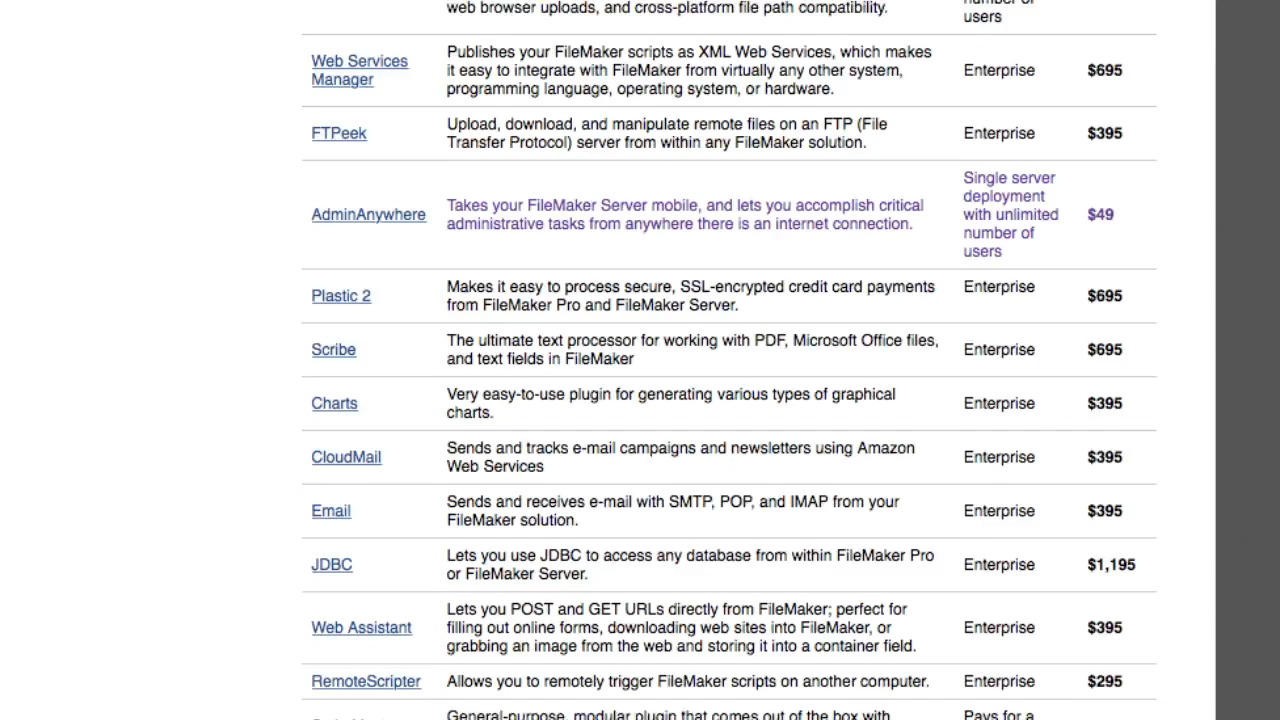 web browser uploads, and cross-platform file path compatibility.
number of
users
Web Services
Manager
Publishes your FileMaker scripts as XML Web Services, which makes
it easy to integrate with FileMaker from virtually any other system,
programming language, operating system, or hardware.
Enterprise
$695
FTPeek
Upload, download, and manipulate remote files on an FTP (File
Transfer Protocol) server from within any FileMaker solution.
Enterprise
$395
AdminAnywhere
Takes your FileMaker Server mobile, and lets you accomplish critical
administrative tasks from anywhere there is an internet connection.
Single server
deployment
with unlimited
number of
users
$49
Plastic 2
Makes it easy to process secure, SSL-encrypted credit card payments
from FileMaker Pro and FileMaker Server.
Enterprise
$695
Scribe
The ultimate text processor for working with PDF, Microsoft Office files,
and text fields in FileMaker
Enterprise
$695
Charts
Very easy-to-use plugin for generating various types of graphical
charts.
Enterprise
$395
CloudMail
Sends and tracks e-mail campaigns and newsletters using Amazon
Web Services
Enterprise
$395
Email
Sends and receives e-mail with SMTP, POP, and IMAP from your
FileMaker solution.
Enterprise
$395
JDBC
Lets you use JDBC to access any database from within FileMaker Pro
or FileMaker Server.
Enterprise
$1,195
Web Assistant
Lets you POST and GET URLs directly from FileMaker; perfect for
filling out online forms, downloading web sites into FileMaker, or
grabbing an image from the web and storing it into a container field.
Enterprise
$395
RemoteScripter
Allows you to remotely trigger FileMaker scripts on another computer.
Enterprise
$295
General-purpose, modular plugin that comes out of the box with
Pays for a